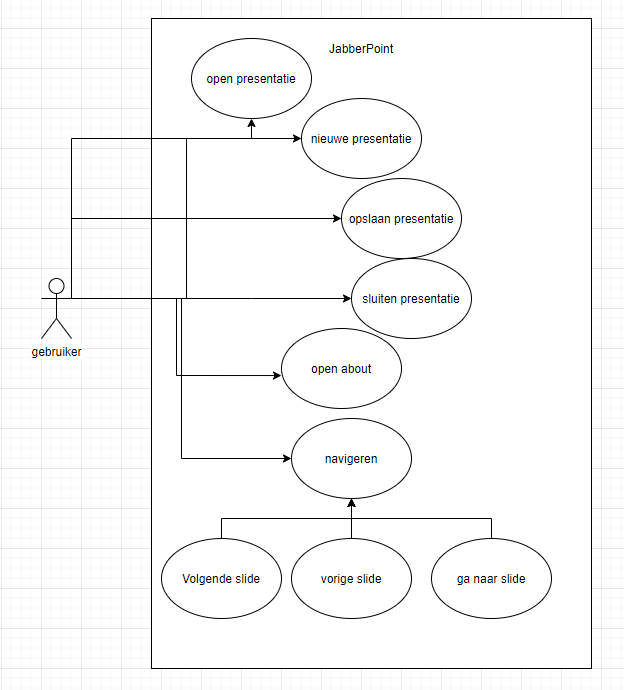 JabberPoint
open presentatie
nieuwe presentatie
opslaan presentatie
sluiten presentatie
gebruiker
open about
navigeren
Volgende slide
vorige slide
ga naar slide